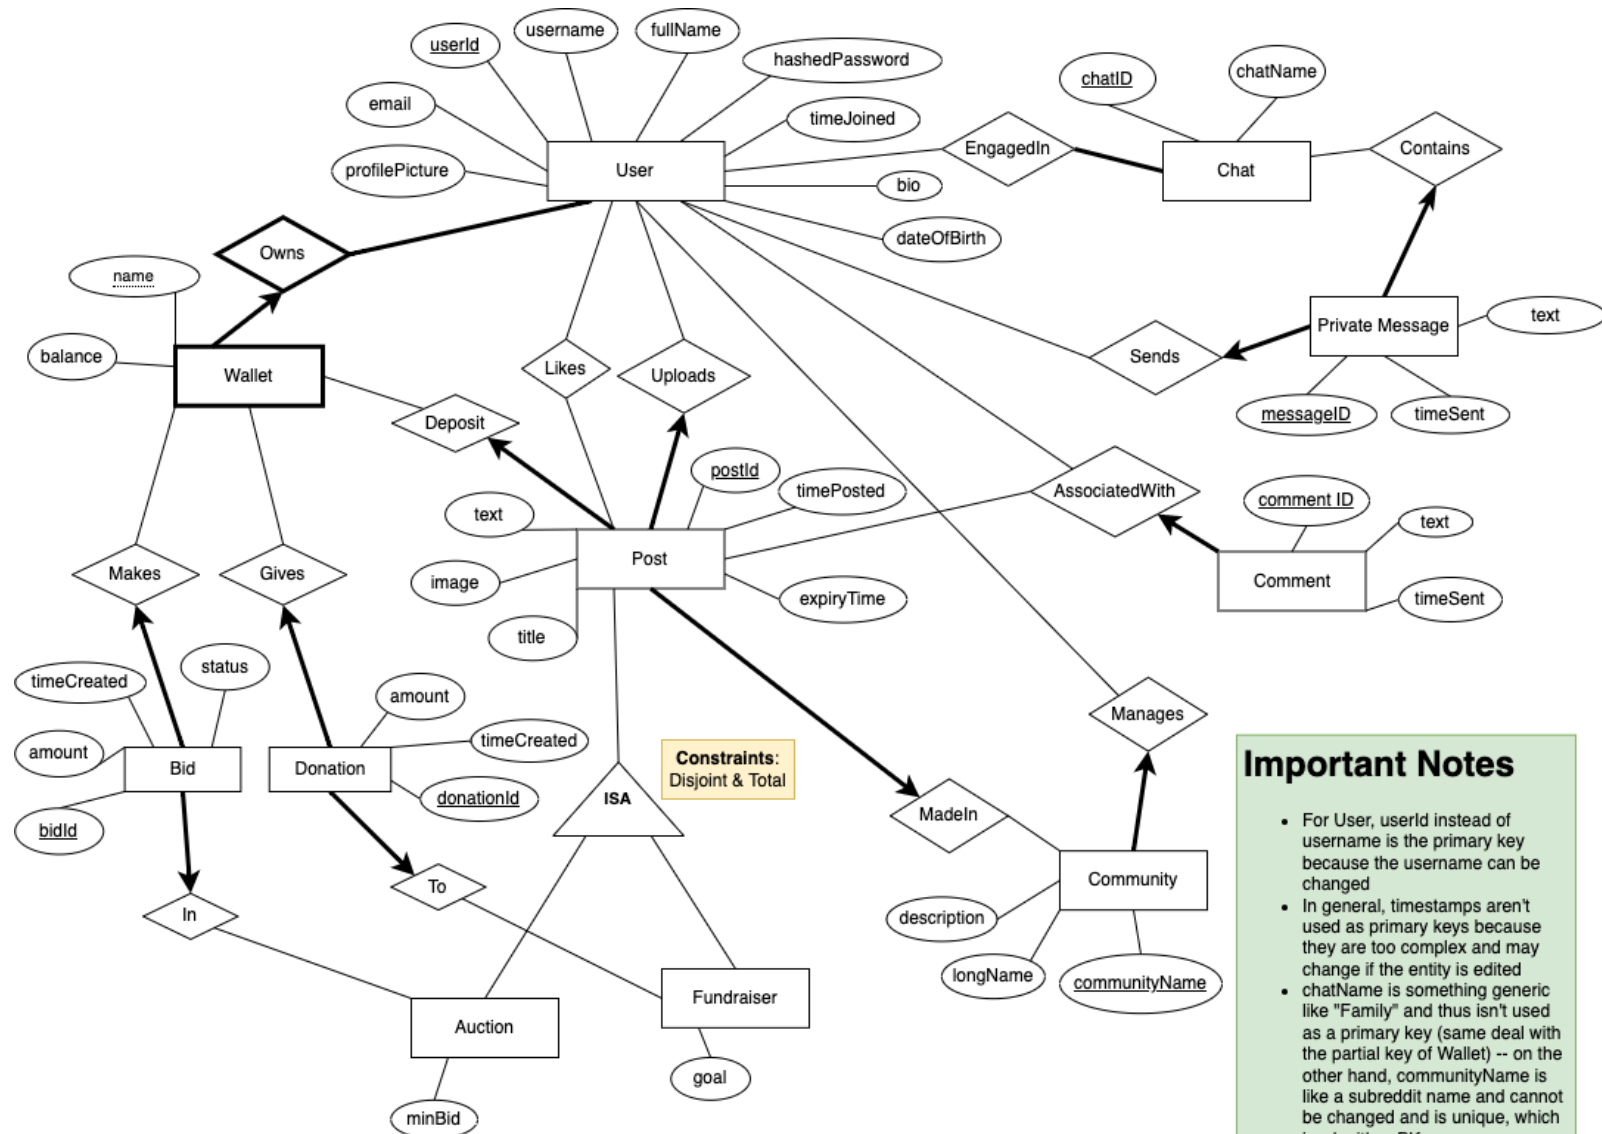 username
fullName
userId
hashedPassword
chatID
chatName
email
timeJoined
EngagedIn
Contains
profilePicture
User
Chat
bio
dateOfBirth
Owns
name
Private Message
text
balance
Wallet
Likes
Uploads
Sends
Deposit
messageID
timeSent
postId
timePosted
AssociatedWith
comment ID
text
text
Post
Makes
Gives
image
expiryTime
Comment
timeSent
title
status
timeCreated
amount
Manages
timeCreated
amount
Bid
Donation
Constraints:
Disjoint & Total
donationId
ISA
MadeIn
bidId
To
In
Community
description
longName
communityName
Fundraiser
Auction
goal
minBid
Important Notes
• For User, userId instead of
username is the primary key
because the username can be
changed
• In general, timestamps aren't
used as primary keys because
they are too complex and may
change if the entity is edited
• chatName is something generic
like "Family" and thus isn't used
as a primary key (same deal with
the partial key of Wallet) -- on the
other hand, communityName is
like a subreddit name and cannot
be changed and is unique, which